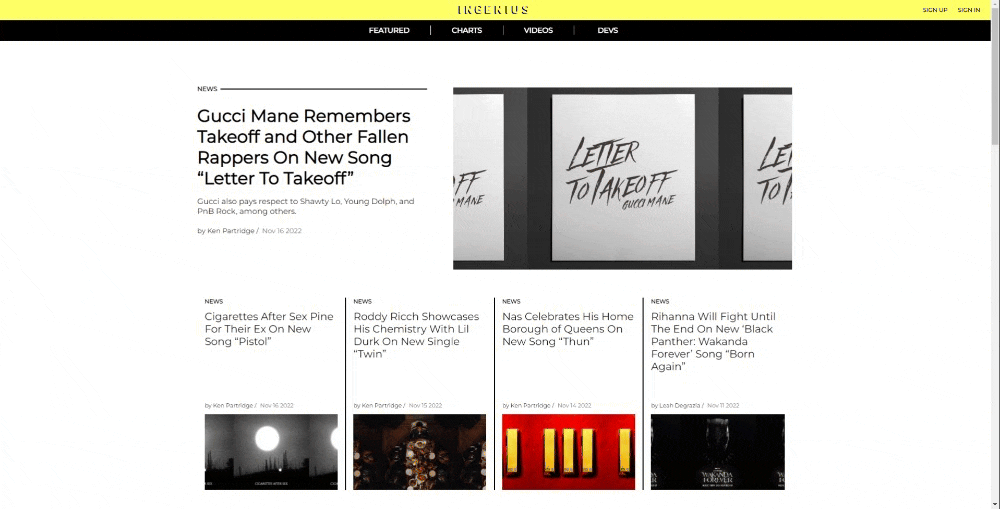 INGENIUS
SIGN UP SIGN IN
FEATURED CHARTS VIDEOS DEVS
NEWS
Gucci Mane Remembers
Takeoff and Other Fallen
Rappers On New Song
“Letter To Takeoff”
Gucci also pays respect to Shawty Lo, Young Dolph, and
PnB Rock, among others.
by Ken Partridge / Nov 16 2022
LETTER
TO TAKEOFF
GUCCI MANE
NEWS
Cigarettes After Sex Pine
For Their Ex On New
Song “Pistol”
by Ken Partridge / Nov 16 2022
CIGARETTES AFTER SEX
NEWS
Roddy Ricch Showcases
His Chemistry With Lil
Durk On New Single
“Twin”
by Ken Partridge / Nov 15 2022
NEWS
Nas Celebrates His Home
Borough of Queens On
New Song “Thun”
by Ken Partridge / Nov 14 2022
NEWS
Rihanna Will Fight Until
The End On New ‘Black
Panther: Wakanda
Forever’ Song “Born
Again”
by Leah Degrazia / Nov 11 2022
WAKANDA
FOREVER